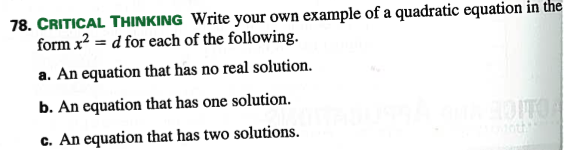 78. CRITICAL THINKING Write your own example of a quadratic equation in the
form x² = d for each of the following.
a. An equation that has no real solution.
b. An equation that has one solution.
c. An equation that has two solutions.